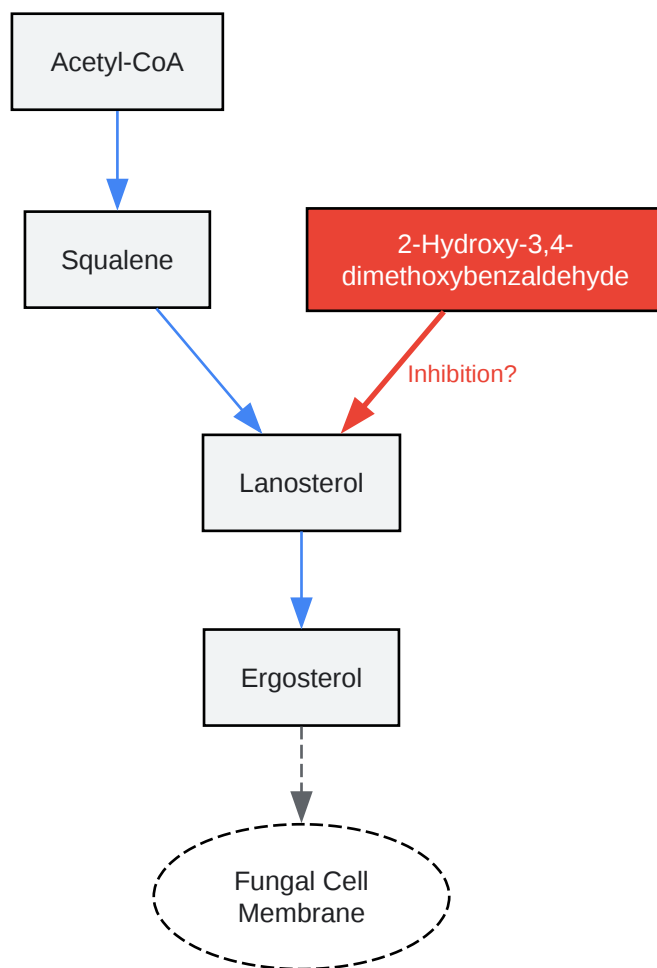 Acetyl-CoA
Squalene
2-Hydroxy-3,4-
dimethoxybenzaldehyde
Inhibition?
Lanosterol
Ergosterol
Fungal Cell
Membrane